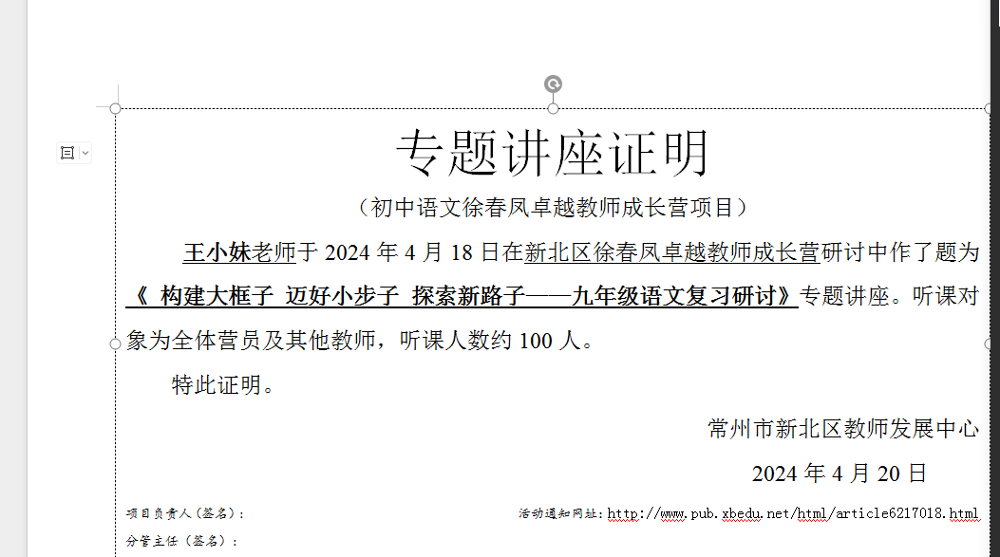 专题讲座证明
（初中语文徐春凤卓越教师成长营项目）
王小妹老师于 2024 年 4 月 18 日在新北区徐春凤卓越教师成长营研讨中作了题为
《 构建大框子 迈好小步子 探索新路子——九年级语文复习研讨》专题讲座。听课对
象为全体营员及其他教师，听课人数约 100 人。
特此证明。
常州市新北区教师发展中心
2024 年 4 月 20 日
项目负责人（签名）： 活动通知网址：http://www.pub.xbedu.net/html/article6217018.html
分管主任（签名）：